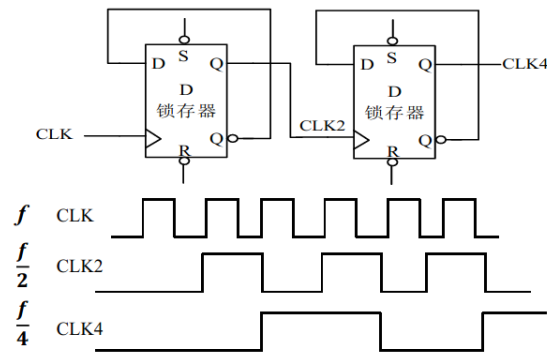 D S Q
D
锁存器
CLK
Q
R
CLK2
D S Q
D
锁存器
Q
R
CLK4
f CLK
f/2 CLK2
f/4 CLK4